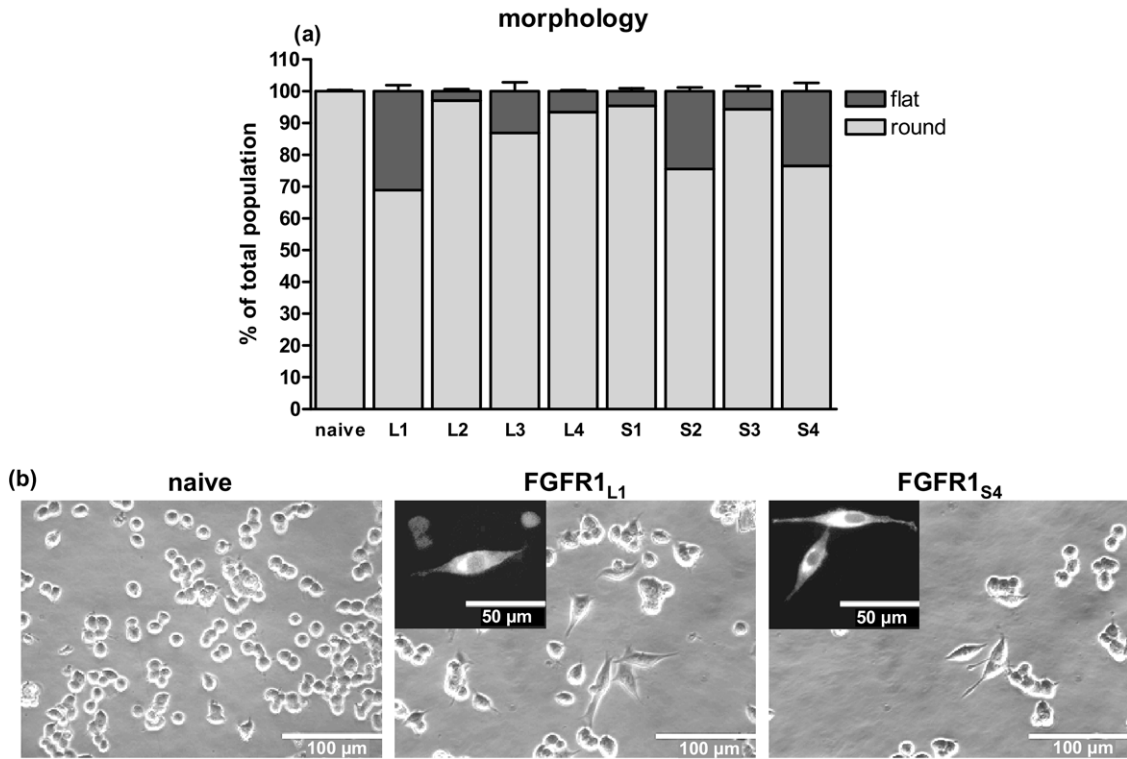 morphology
(a)
110
100
90
80
70
60
50
40
30
20
10
0
% of total population
naive L1 L2 L3 L4 S1 S2 S3 S4
flat
round
(b)
naive
FGFR1L1
FGFR1S4
100 µm
50 µm
100 µm
50 µm
100 µm